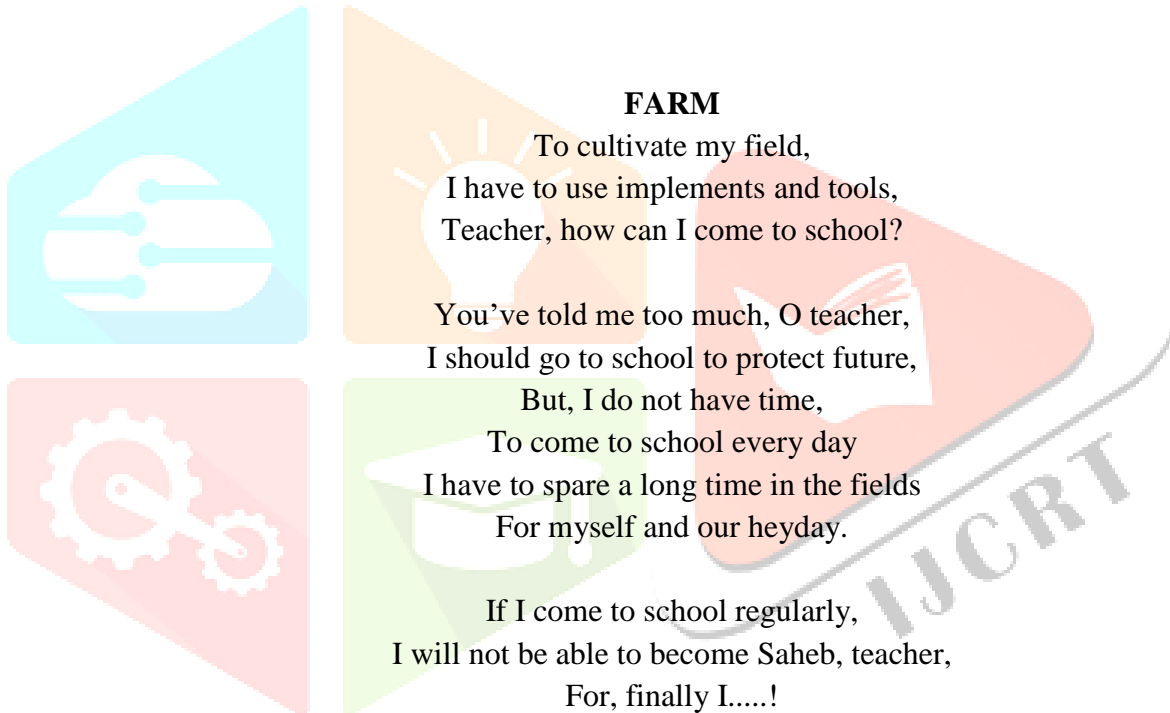 FARM
To cultivate my field,
I have to use implements and tools,
Teacher, how can I come to school?
You’ve told me too much, O teacher,
I should go to school to protect future,
But, I do not have time,
To come to school every day
I have to spare a long time in the fields
For myself and our heyday.
If I come to school regularly,
I will not be able to become Saheb, teacher,
For, finally I.....!
IJCRT